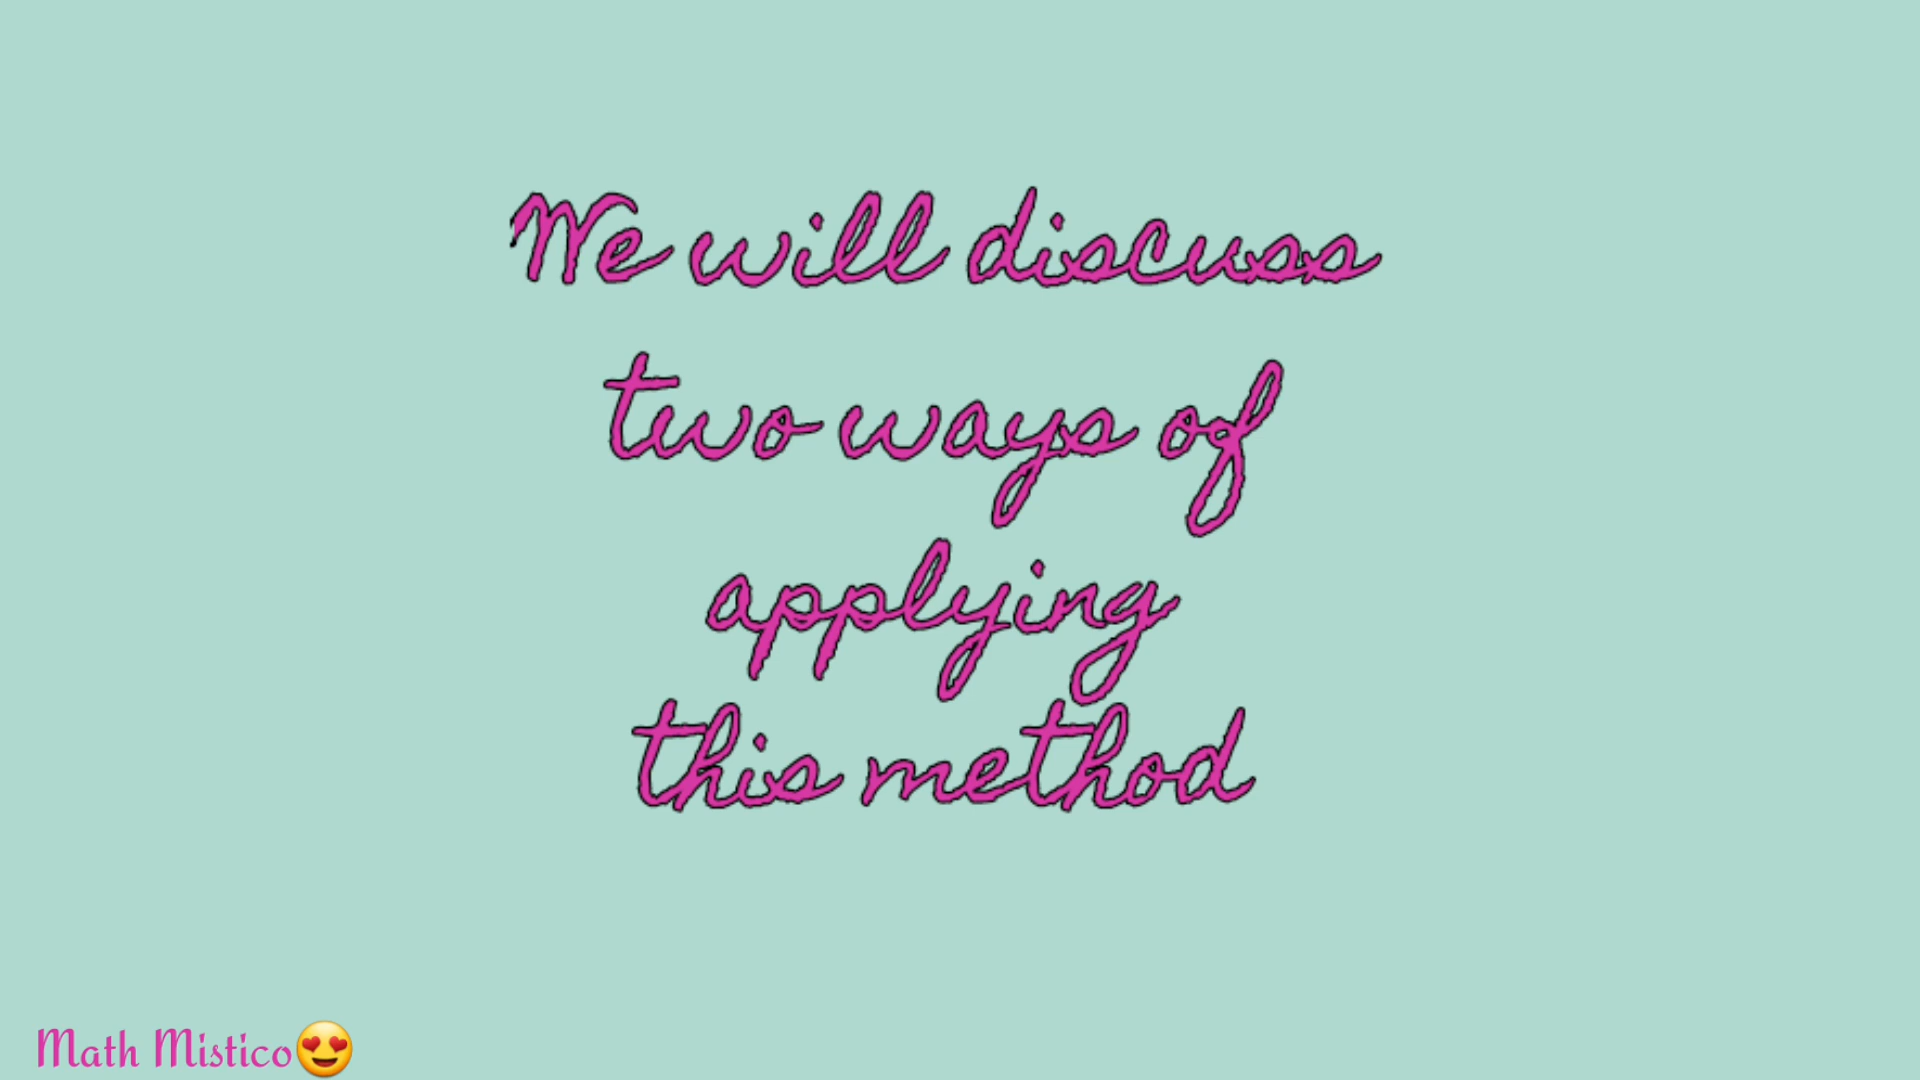 We will discuss
two ways of
applying
this method
Math Mistico😍